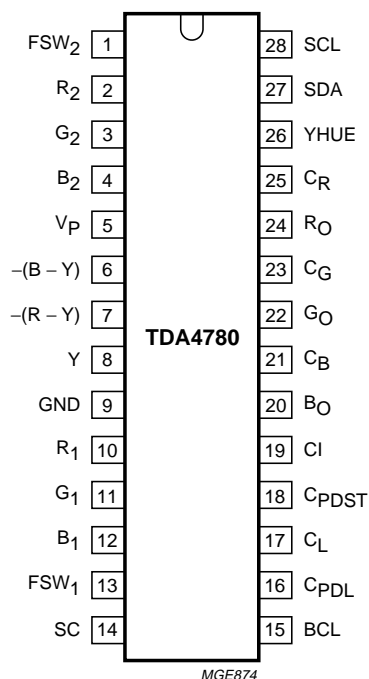 FSW2 1 28 SCL
R2 2 27 SDA
G2 3 26 YHUE
B2 4 25 CR
VP 5 24 RO
−(B − Y) 6 23 CG
−(R − Y) 7 22 GO
TDA4780
Y 8 21 CB
GND 9 20 BO
R1 10 19 CI
G1 11 18 CPDST
B1 12 17 CL
FSW1 13 16 CPDL
SC 14 15 BCL
MGE874